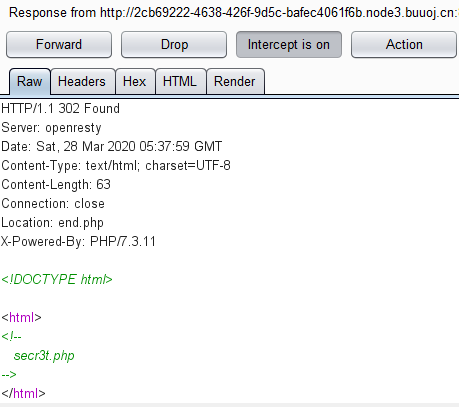 Response from http://2cb69222-4638-426f-9d5c-bafec4061f6b.node3.buuoj.cn:
Forward Drop Intercept is on Action
Raw Headers Hex HTML Render
HTTP/1.1 302 Found
Server: openresty
Date: Sat, 28 Mar 2020 05:37:59 GMT
Content-Type: text/html; charset=UTF-8
Content-Length: 63
Connection: close
Location: end.php
X-Powered-By: PHP/7.3.11
<!DOCTYPE html>
<html>
<!--
secr3t.php
-->
</html>